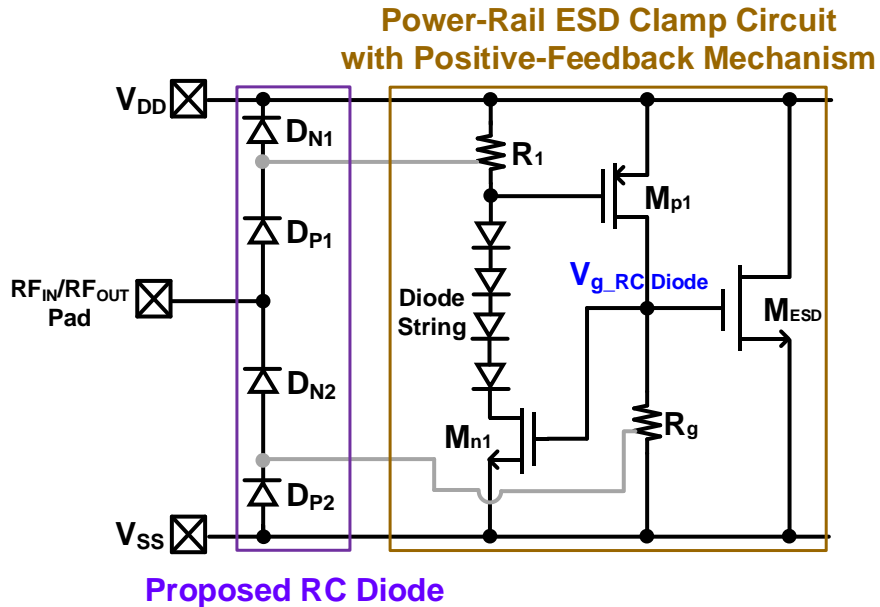 Power-Rail ESD Clamp Circuit
with Positive-Feedback Mechanism
VDD
DN1
R1
Mp1
DP1
RFIN/RFOUT
Pad
Vg_RC Diode
Diode
String
MESD
DN2
Mn1
Rg
DP2
VSS
Proposed RC Diode